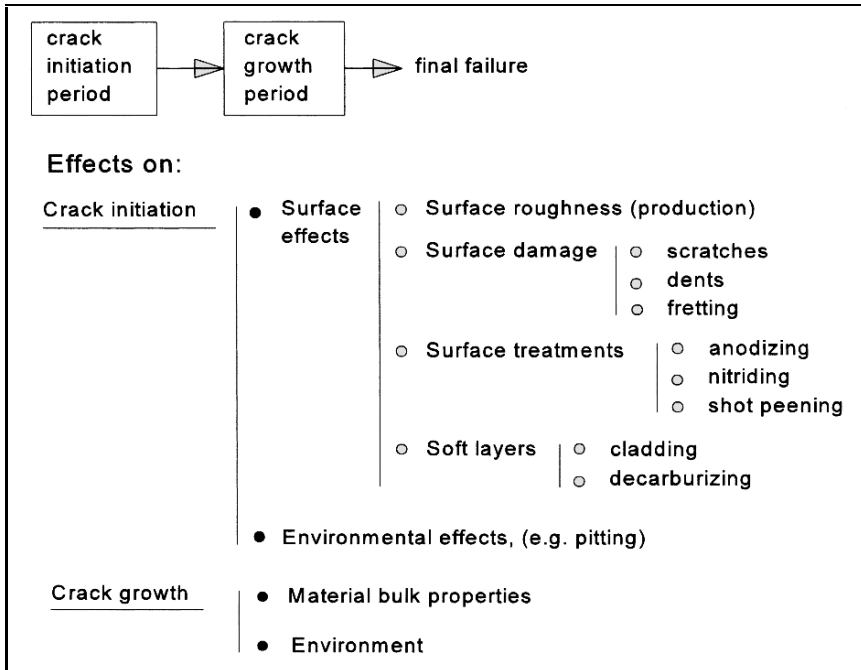 crack
initiation
period
crack
growth
period
final failure
Effects on:
Crack initiation
Surface
effects
Surface roughness (production)
Surface damage
scratches
dents
fretting
Surface treatments
anodizing
nitriding
shot peening
Soft layers
cladding
decarburizing
Environmental effects, (e.g. pitting)
Crack growth
Material bulk properties
Environment